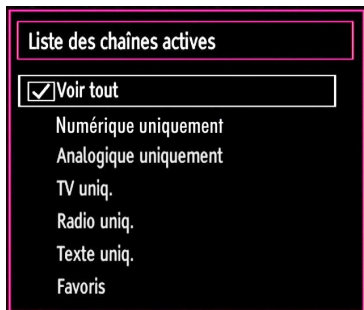 Liste des chaînes actives
Voir tout
Numérique uniquement
Analogique uniquement
TV uniq.
Radio uniq.
Texte uniq.
Favoris